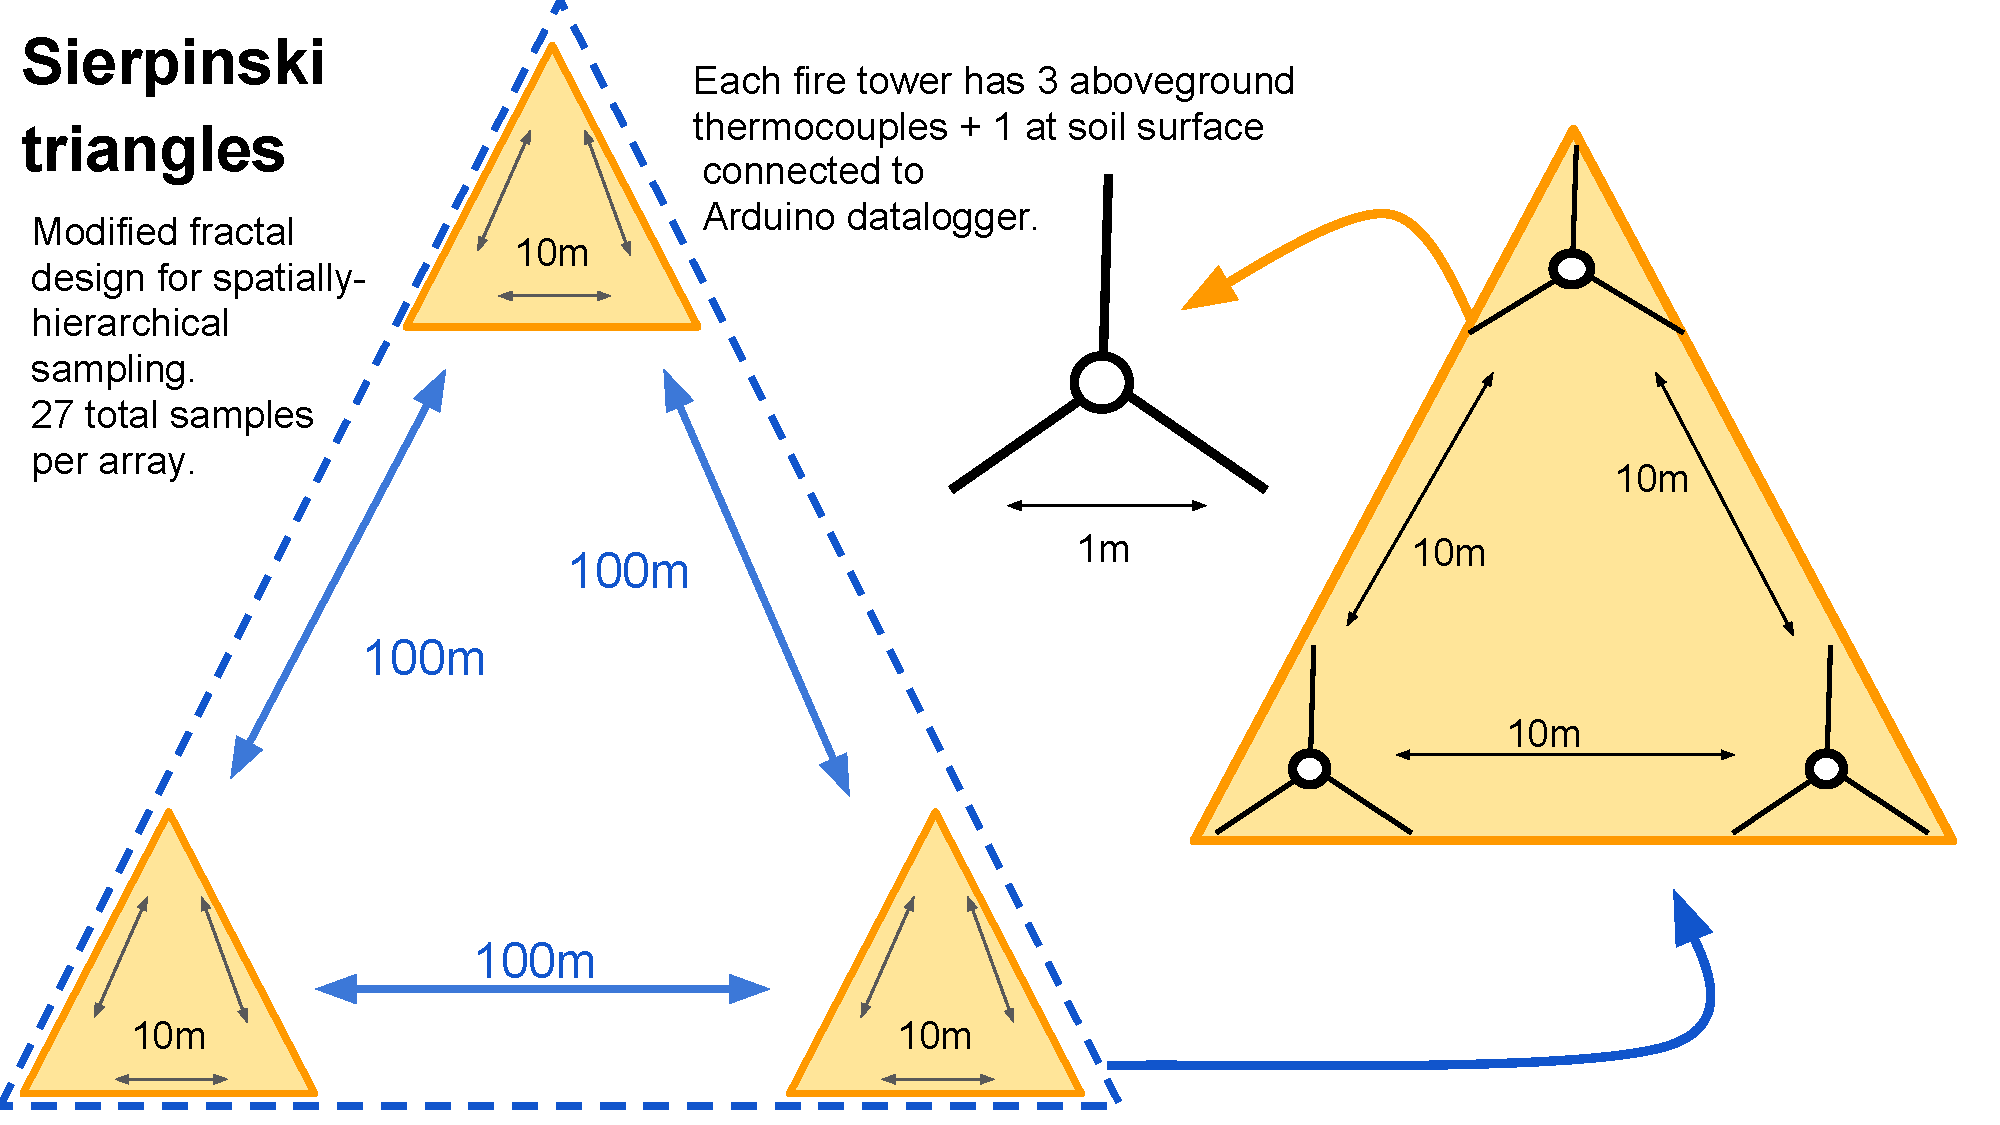 Sierpinski
triangles
Modified fractal
design for spatially-
hierarchical
sampling.
27 total samples
per array.
Each fire tower has 3 aboveground
thermocouples + 1 at soil surface
connected to
Arduino datalogger.
10m
100m
100m
100m
10m
10m
1m
10m
10m
10m